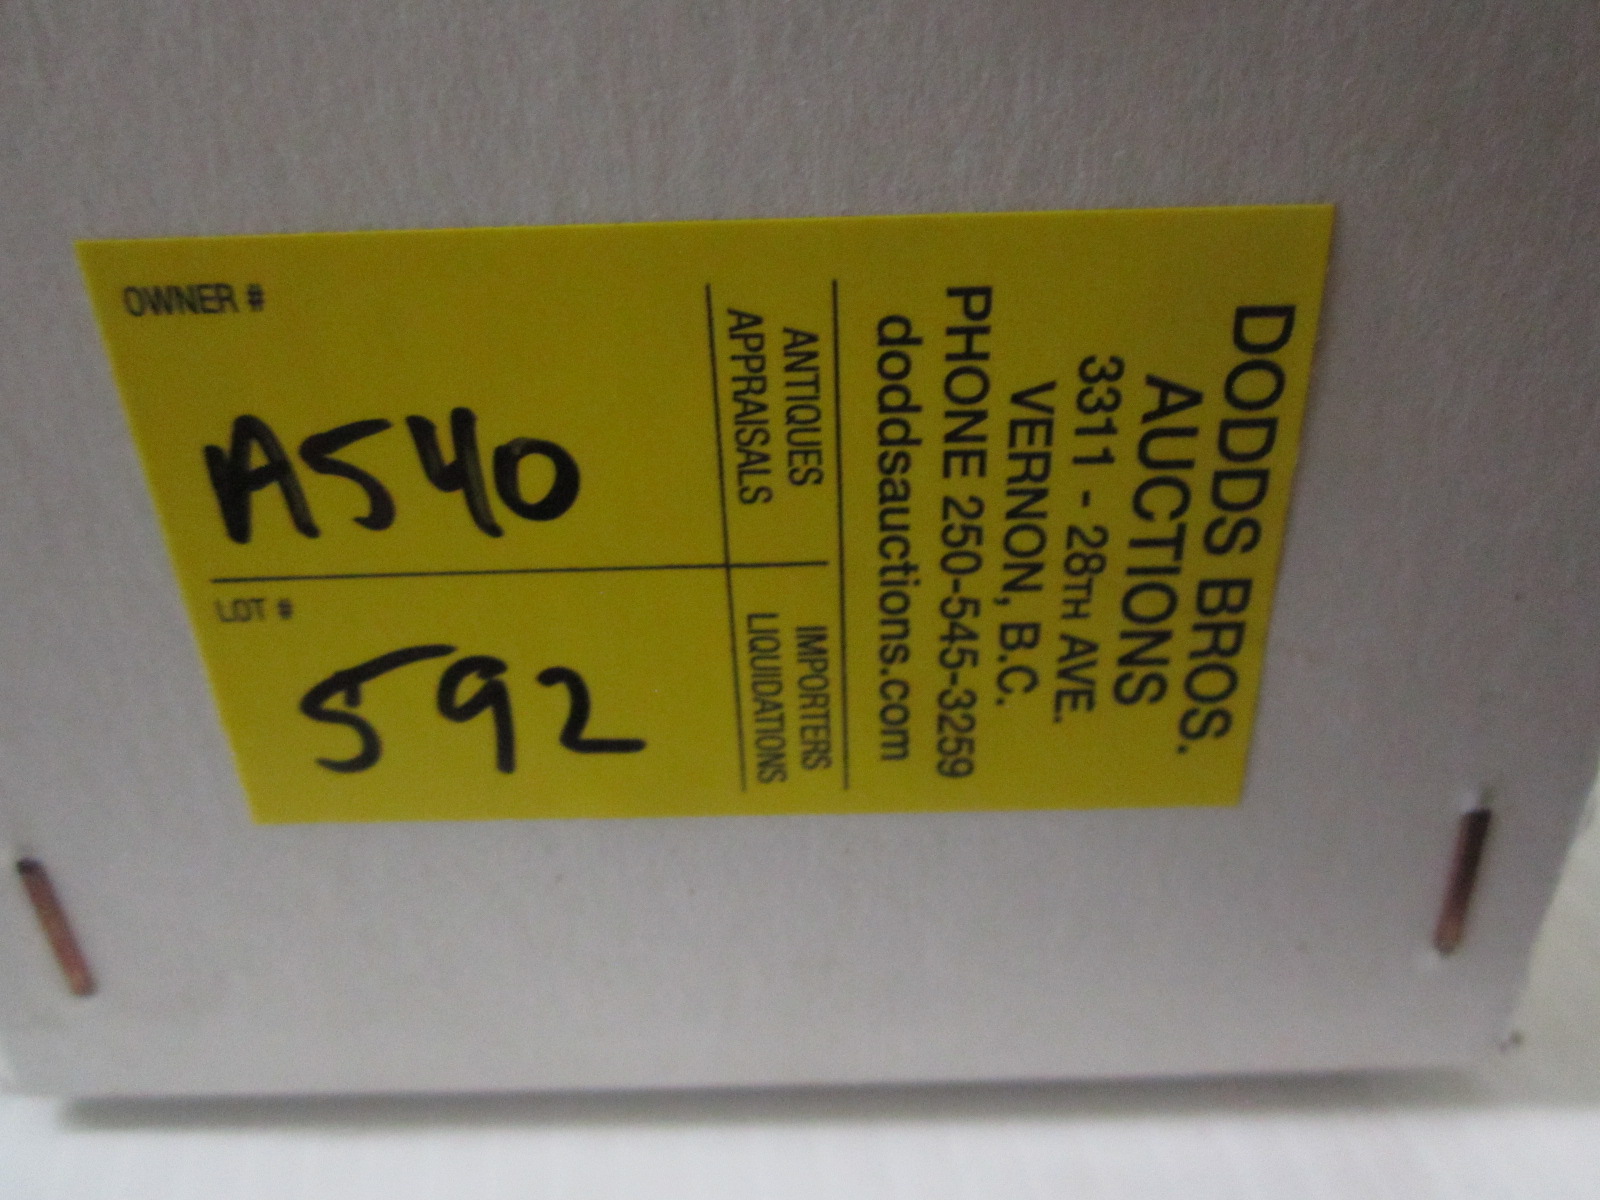 DODDS BROS.
AUCTIONS
3311 - 28TH AVE.
VERNON, B.C.
PHONE 250-545-3259
doddsauctions.com
ANTIQUES
APPRAISALS
IMPORTERS
LIQUIDATIONS
OWNER #
A540
LOT #
592